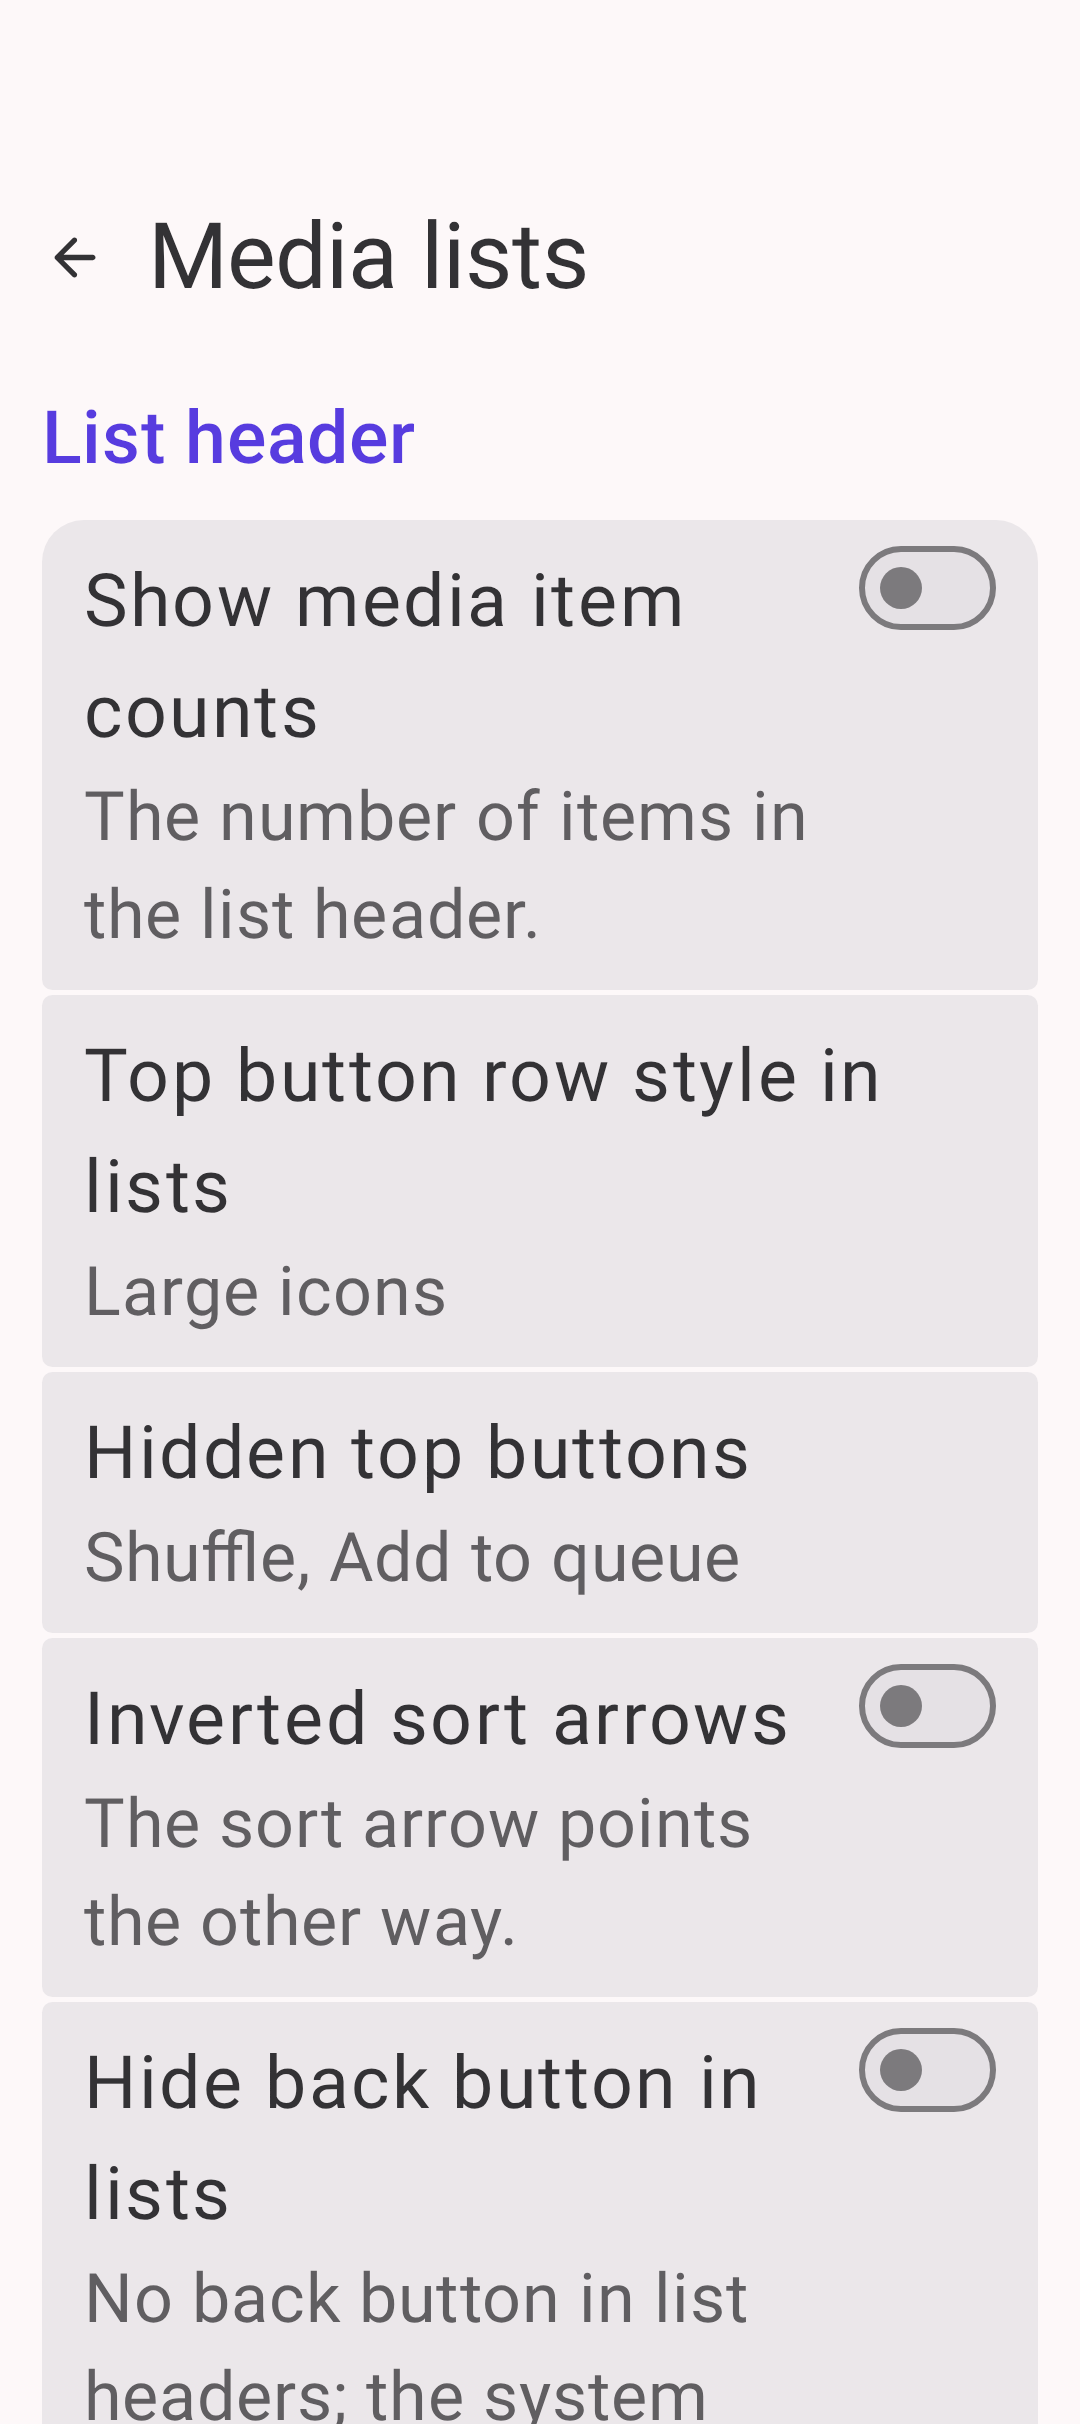 Media lists
List header
Show media item
counts
The number of items in
the list header.
Top button row style in
lists
Large icons
Hidden top buttons
Shuffle, Add to queue
Inverted sort arrows
The sort arrow points
the other way.
Hide back button in
lists
No back button in list
headers; the system